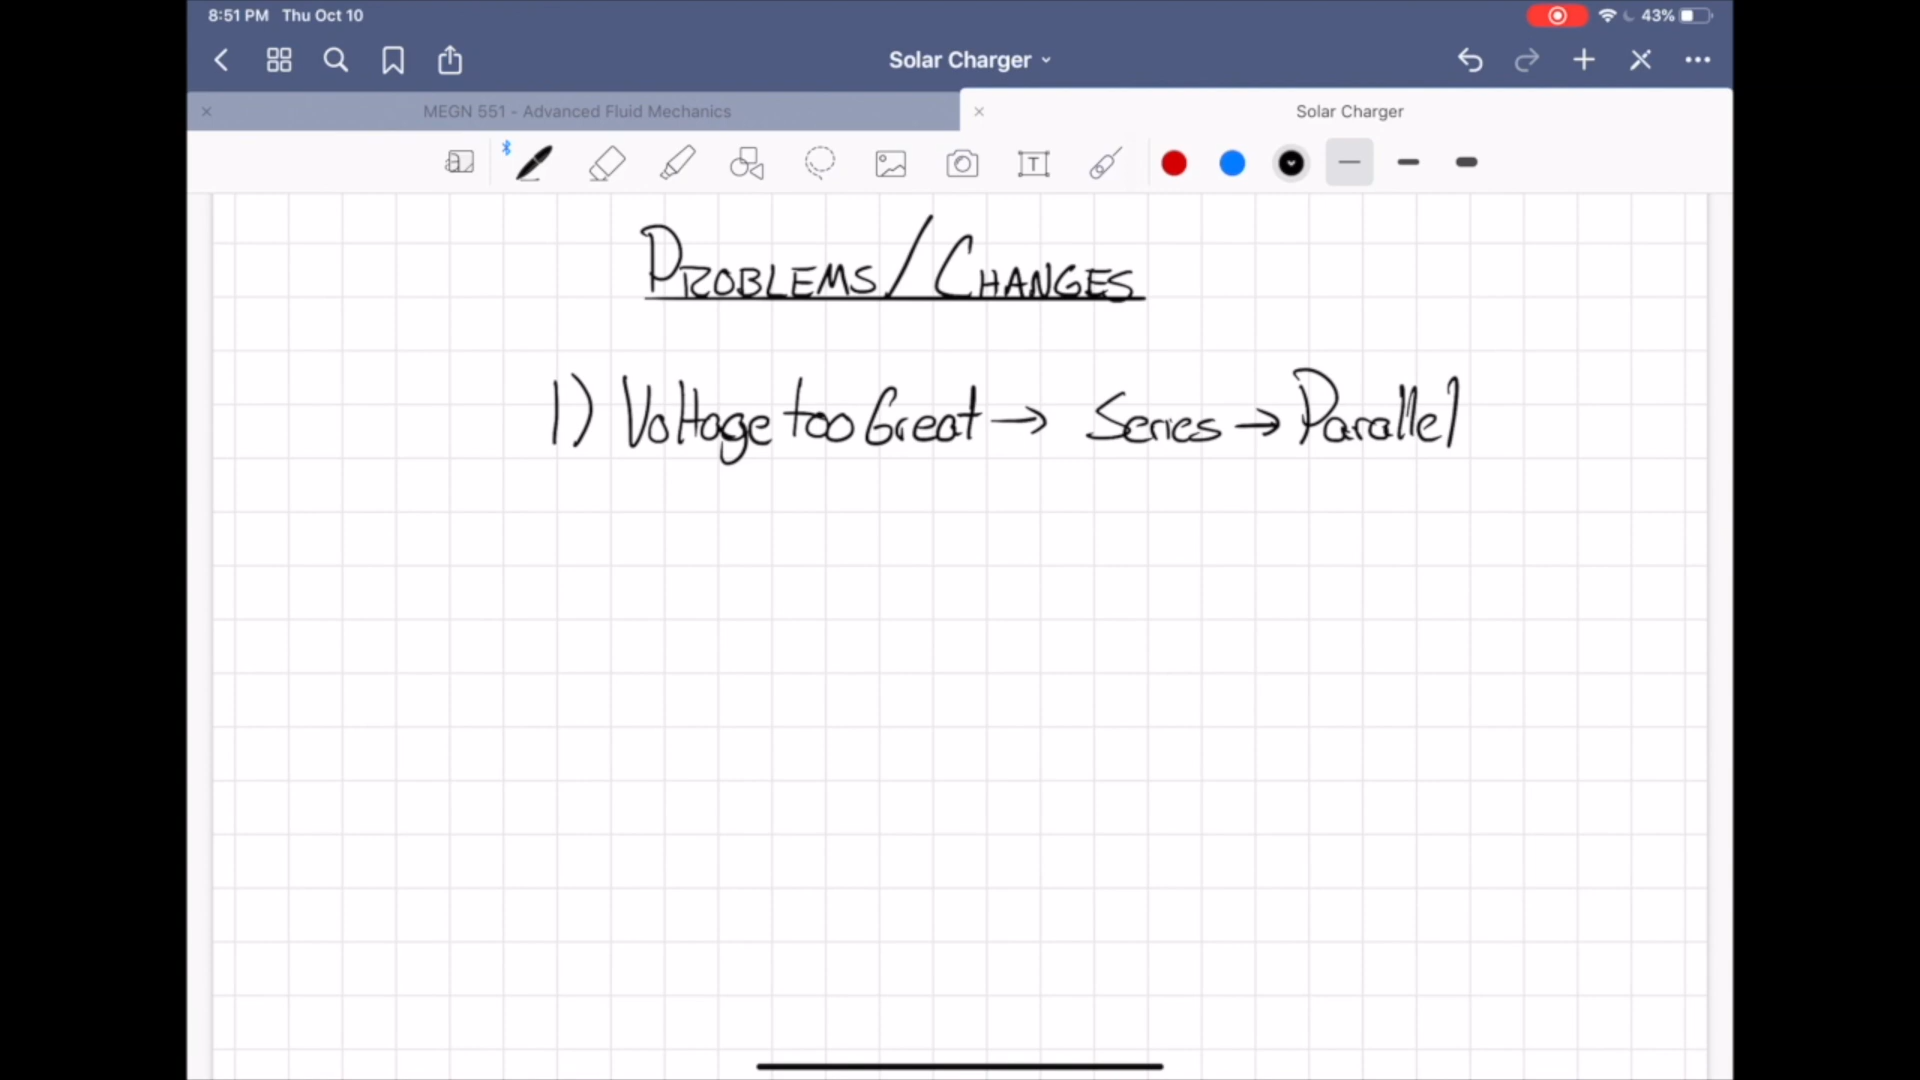 8:51 PM Thu Oct 10
43%
Solar Charger
MEGN 551 - Advanced Fluid Mechanics
Solar Charger
T
PROBLEMS/CHANGES
1) Voltage too Great → Series → Parallel